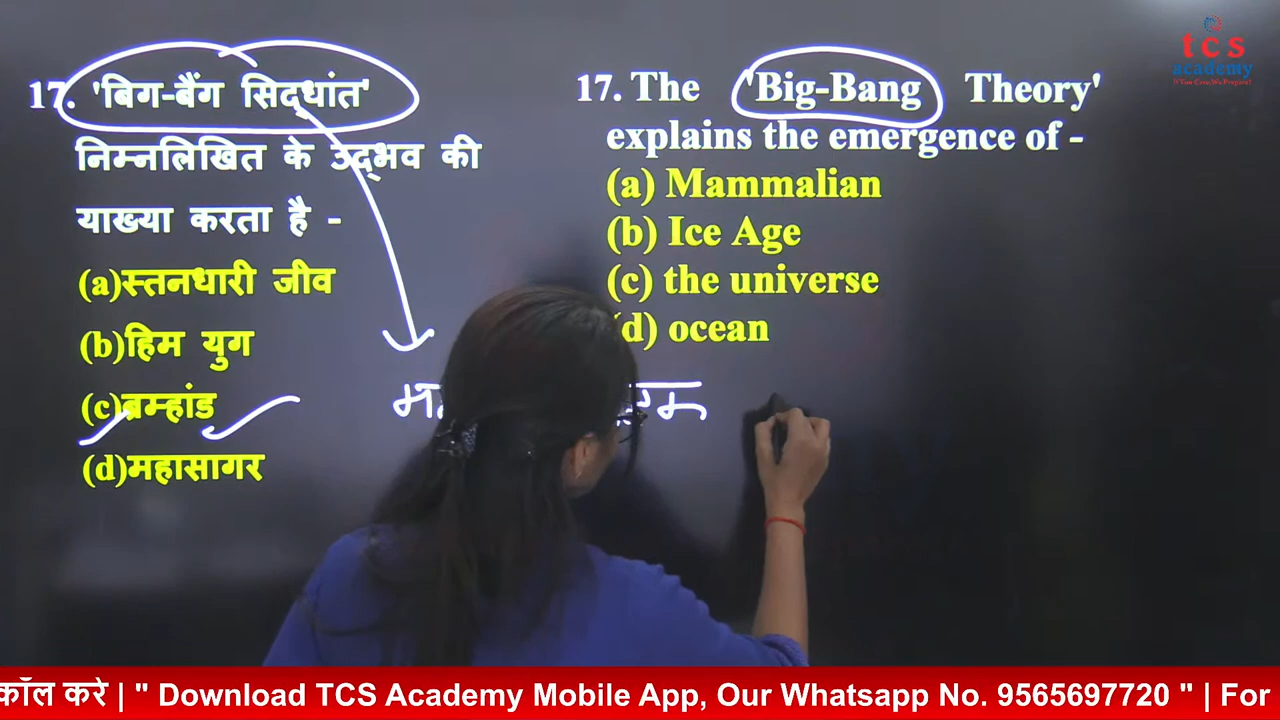 17. 'बिग-बैंग सिद्धांत'
निम्नलिखित के उद्भव की
याख्या करता है -
(a)स्तनधारी जीव
(b)हिम युग
(c)ब्रम्हांड
(d)महासागर
17. The 'Big-Bang Theory'
explains the emergence of -
(a) Mammalian
(b) Ice Age
(c) the universe
(d) ocean
tcs
academy
कॉल करे | " Download TCS Academy Mobile App, Our Whatsapp No. 9565697720 " | For